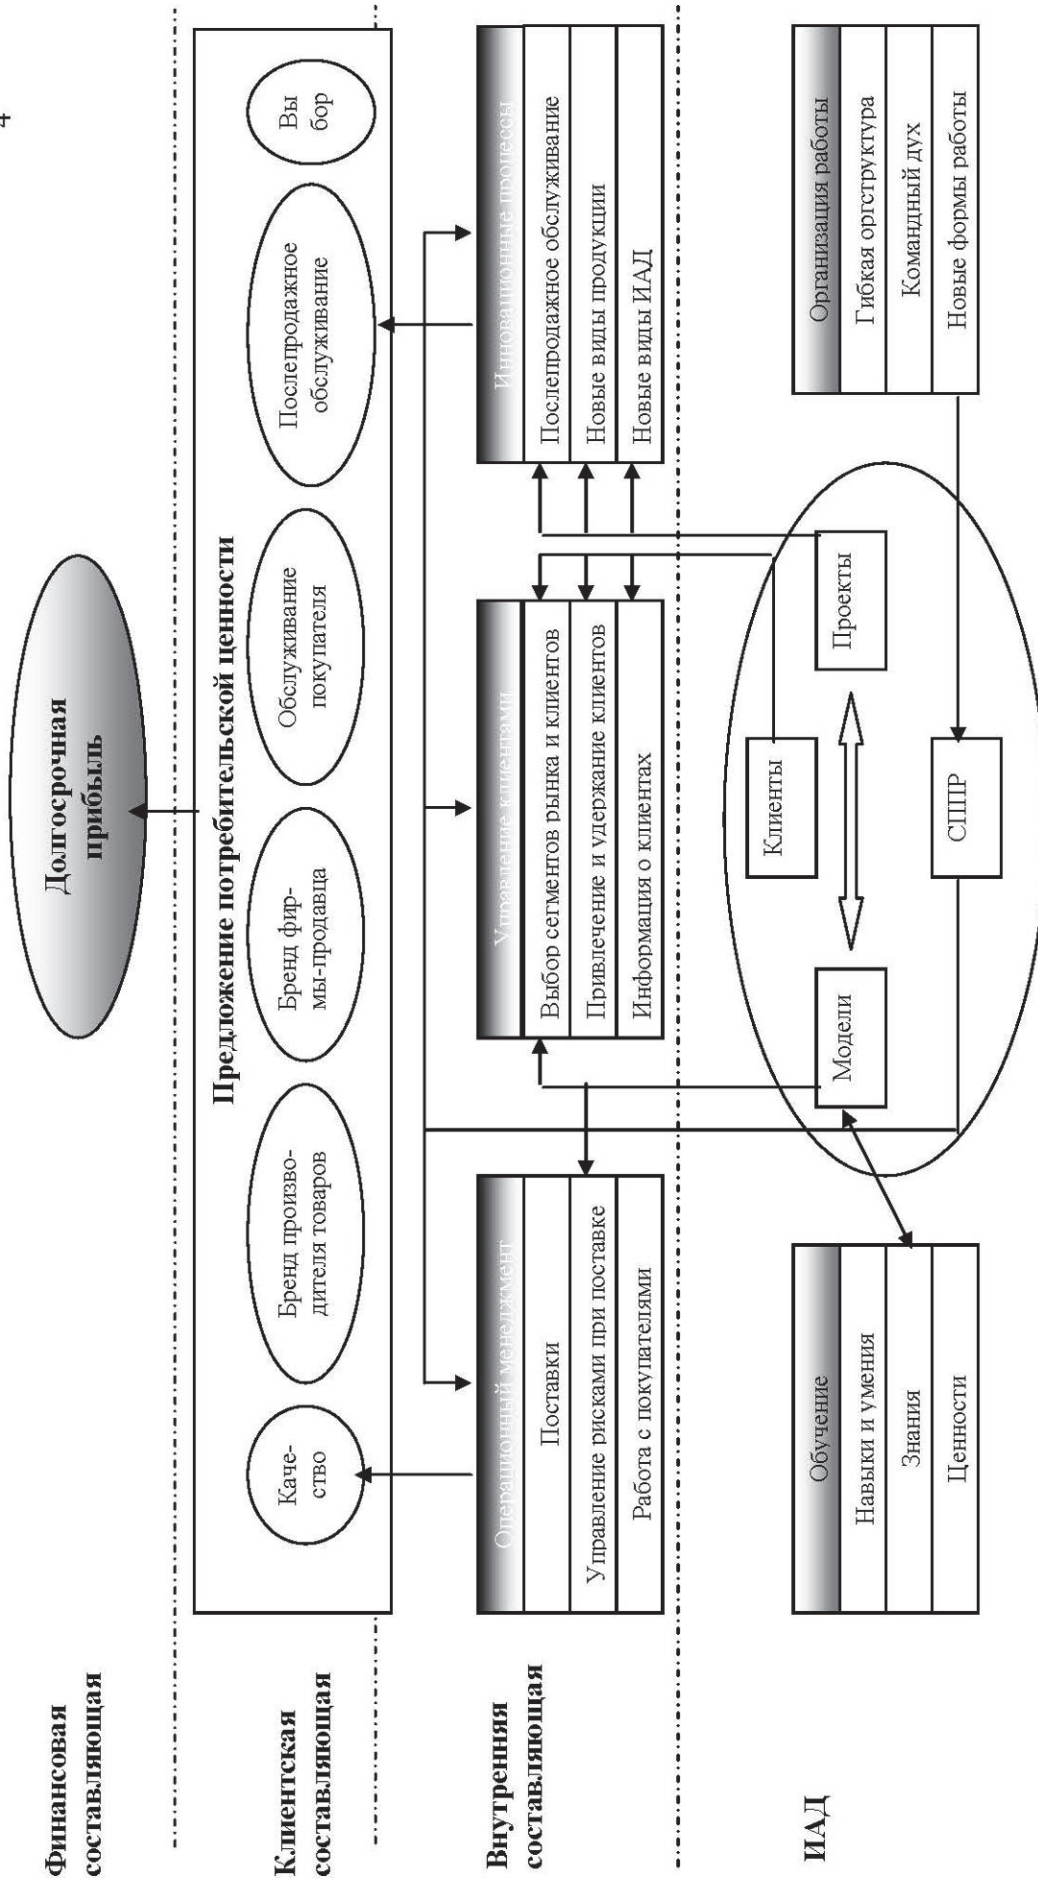 4
Финансовая
составляющая
Долгосрочная
прибыль
Клиентская
составляющая
Предложение потребительской ценности
Каче-
ство
Бренд произво-
дителя товаров
Бренд фир-
мы-продавца
Обслуживание
покупателя
Послепродажное
обслуживание
Вы
бор
Внутренняя
составляющая
Операционный менеджмент
Поставки
Управление рисками при поставке
Работа с покупателями
Управление клиентами
Выбор сегментов рынка и клиентов
Привлечение и удержание клиентов
Информация о клиентах
Инновационные процессы
Послепродажное обслуживание
Новые виды продукции
Новые виды ИАД
ИАД
Обучение
Навыки и умения
Знания
Ценности
Клиенты
Модели
Проекты
СППР
Организация работы
Гибкая оргструктура
Командный дух
Новые формы работы